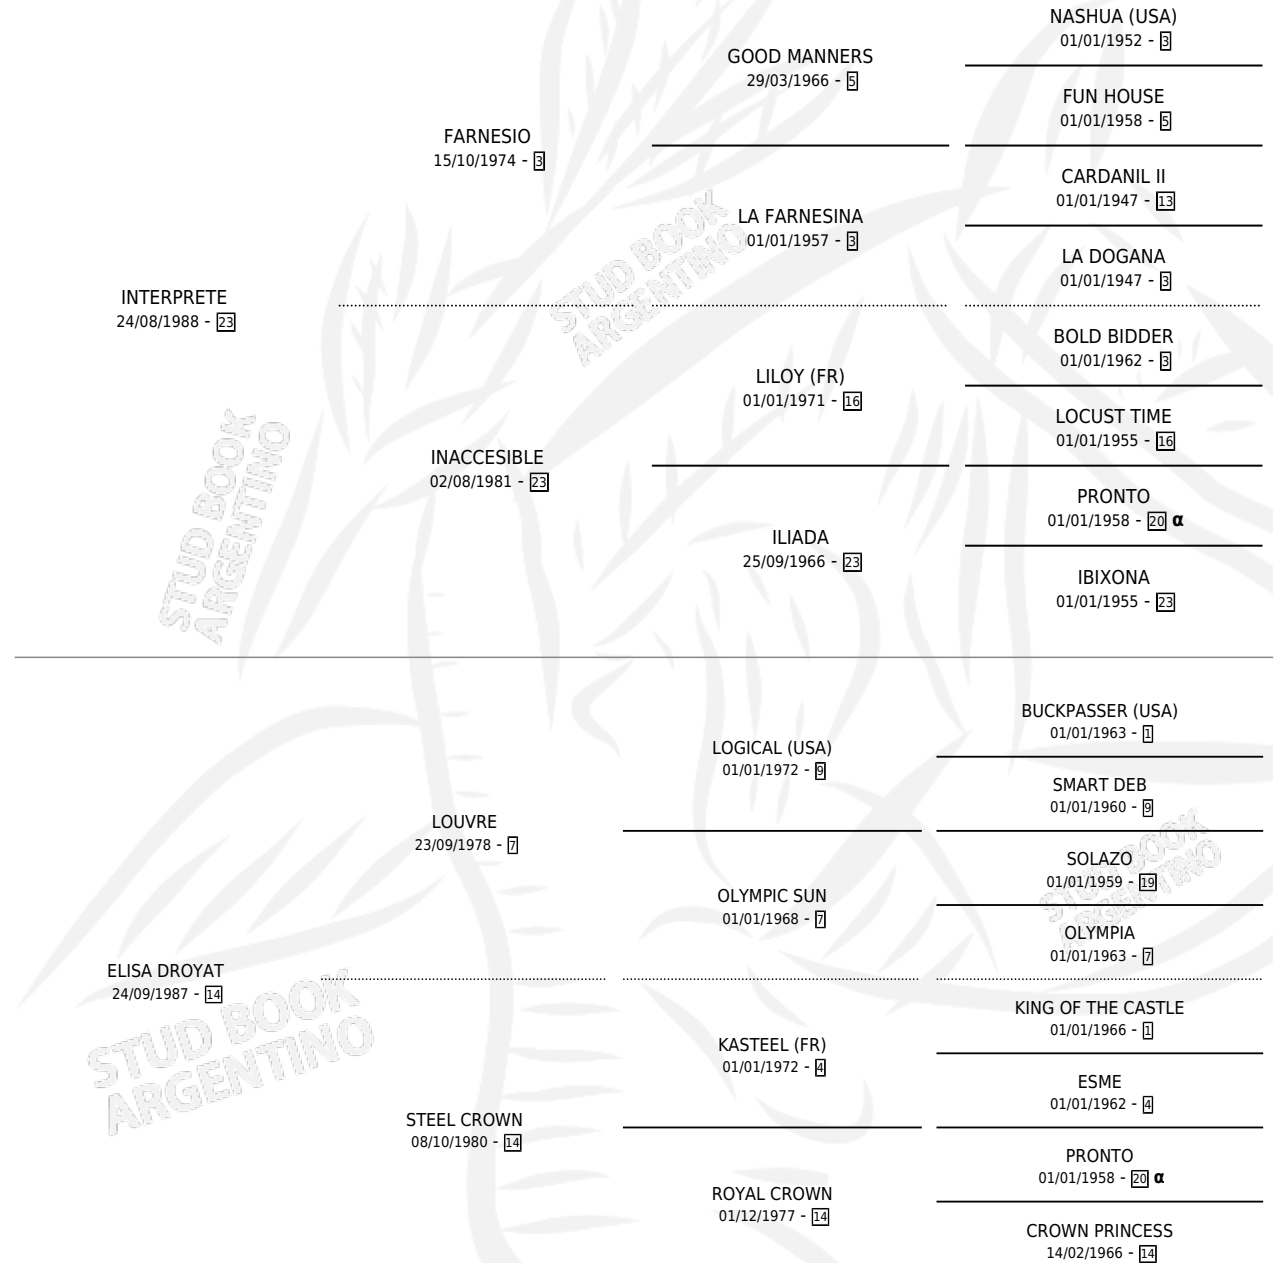 NASHUA (USA)
01/01/1952 - 3
GOOD MANNERS
29/03/1966 - 5
FUN HOUSE
01/01/1958 - 5
FARNESIO
15/10/1974 - 3
CARDANIL II
01/01/1947 - 13
LA FARNESINA
01/01/1957 - 3
LA DOGANA
01/01/1947 - 3
INTERPRETE
24/08/1988 - 23
BOLD BIDDER
01/01/1962 - 3
LILOY (FR)
01/01/1971 - 16
LOCUST TIME
01/01/1955 - 16
INACCESIBLE
02/08/1981 - 23
PRONTO
01/01/1958 - 20 α
ILIADA
25/09/1966 - 23
IBIXONA
01/01/1955 - 23
STUD BOOK
ARGENTINO
STUD BOOK
ARGENTINO
BUCKPASSER (USA)
01/01/1963 - 1
LOGICAL (USA)
01/01/1972 - 9
SMART DEB
01/01/1960 - 9
LOUVRE
23/09/1978 - 7
SOLAZO
01/01/1959 - 19
OLYMPIC SUN
01/01/1968 - 7
OLYMPIA
01/01/1963 - 7
ELISA DROYAT
24/09/1987 - 14
KING OF THE CASTLE
01/01/1966 - 1
KASTEEL (FR)
01/01/1972 - 4
ESME
01/01/1962 - 4
STEEL CROWN
08/10/1980 - 14
PRONTO
01/01/1958 - 20 α
ROYAL CROWN
01/12/1977 - 14
CROWN PRINCESS
14/02/1966 - 14
STUD BOOK
ARGENTINO
STUD BOOK
ARGENTINO